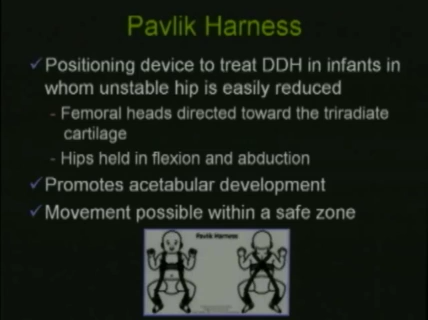 Pavlik Harness
✓Positioning device to treat DDH in infants in
whom unstable hip is easily reduced
- Femoral heads directed toward the triradiate
cartilage
- Hips held in flexion and abduction
✓Promotes acetabular development
✓Movement possible within a safe zone
Pavlik Harness